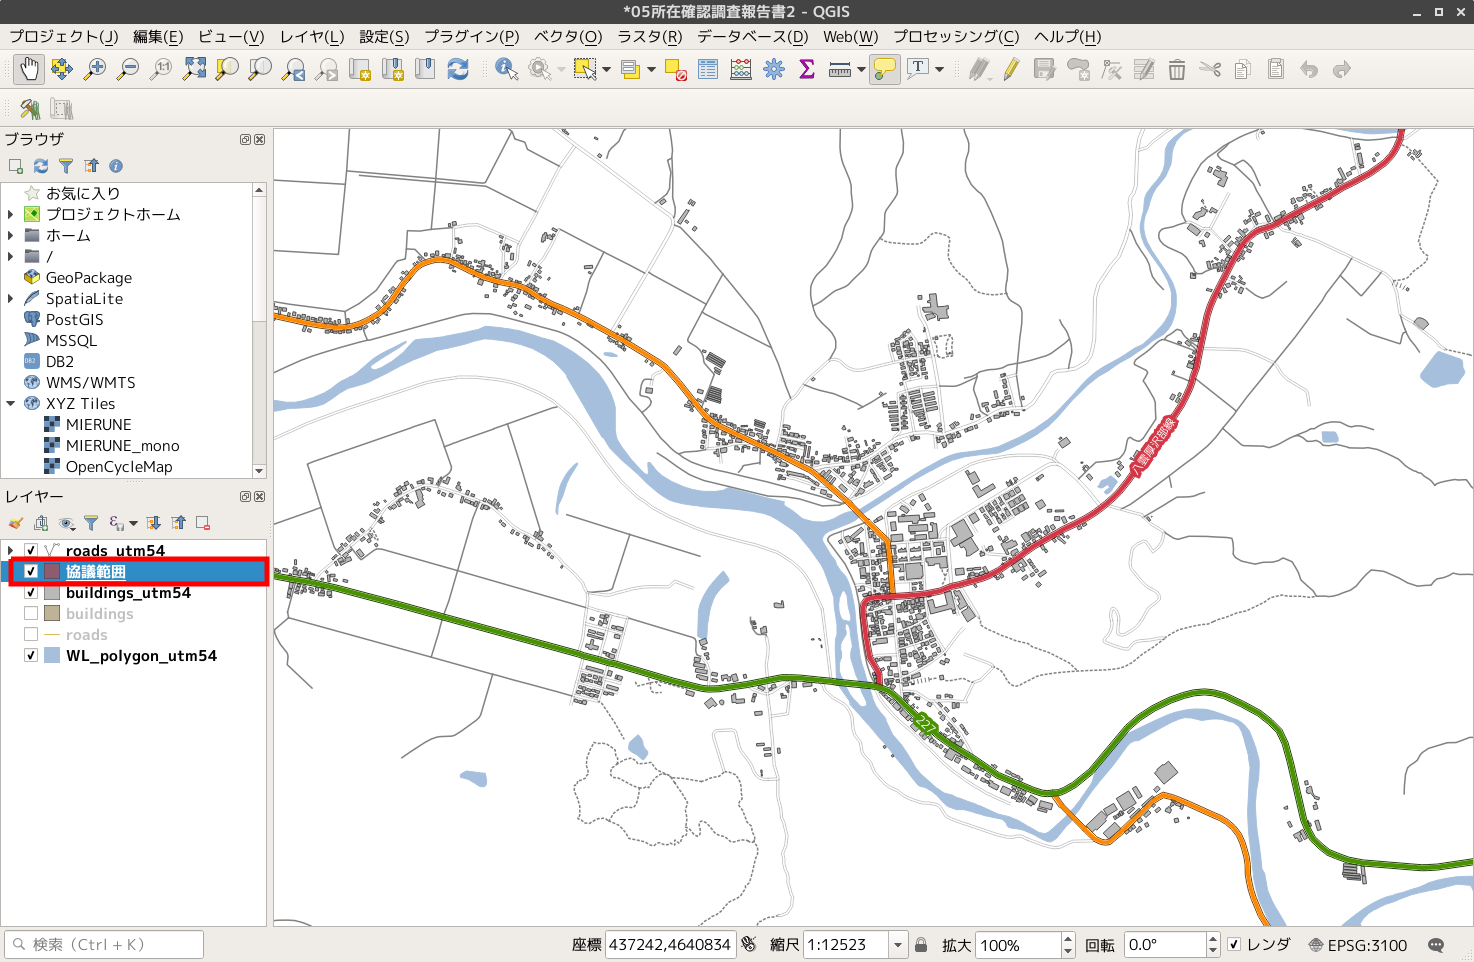 *05所在確認調査報告書2 - QGIS
プロジェクト(J) 編集(E) ビュー(V) レイヤ(L) 設定(S) プラグイン(P) ベクタ(O) ラスタ(R) データベース(D) Web(W) プロセッシング(C) ヘルプ(H)
1:1
Σ
T
ブラウザ
お気に入り
プロジェクトホーム
ホーム
/
GeoPackage
SpatiaLite
PostGIS
MSSQL
DB2
DB2
WMS/WMTS
XYZ Tiles
MIERUNE
MIERUNE_mono
OpenCycleMap
レイヤー
roads_utm54
協議範囲
buildings_utm54
buildings
roads
WL_polygon_utm54
八雲厚沢部線
227
検索 (Ctrl + K)
座標 437242,4640834 縮尺 1:12523 拡大 100% 回転 0.0° レンダ EPSG:3100